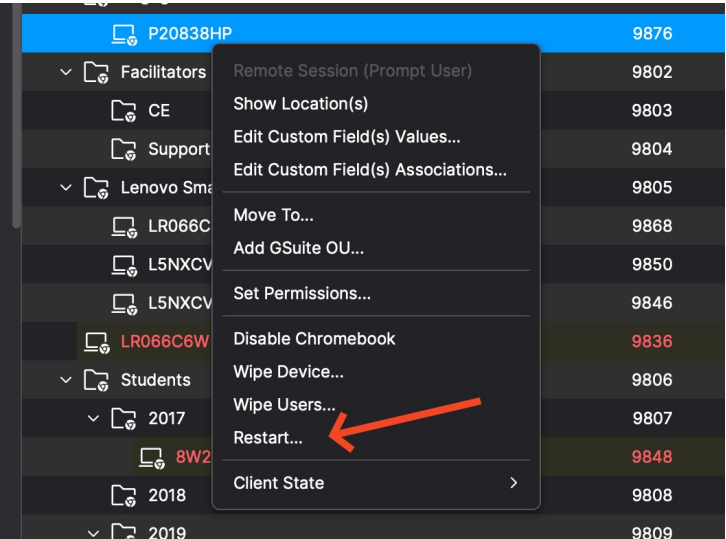 P20838HP 9876
Facilitators 9802
Remote Session (Prompt User)
Show Location(s)
CE 9803
Edit Custom Field(s) Values...
Support 9804
Edit Custom Field(s) Associations...
Lenovo Sma 9805
Move To...
LR066C 9868
Add GSuite OU...
L5NXCV 9850
Set Permissions...
L5NXCV 9846
Disable Chromebook
LR066C6W 9836
Wipe Device...
Students 9806
Wipe Users...
2017 9807
Restart...
8W2 9848
Client State
2018 9808
2019 9809